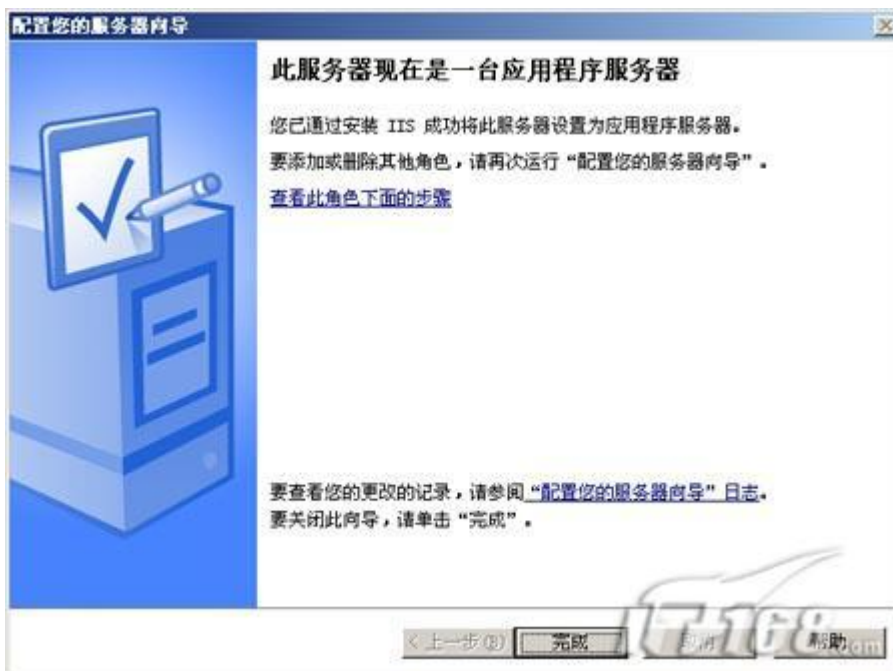 配置您的服务器向导
此服务器现在是一台应用程序服务器
您已通过安装 IIS 成功将此服务器设置为应用程序服务器。
要添加或删除其他角色，请再次运行“配置您的服务器向导”。
查看此角色下面的步骤
要查看您的更改的记录，请参阅“配置您的服务器向导”日志。
要关闭此向导，请单击“完成”。
< 上一步(B) 完成 取消 帮助
IT168.com